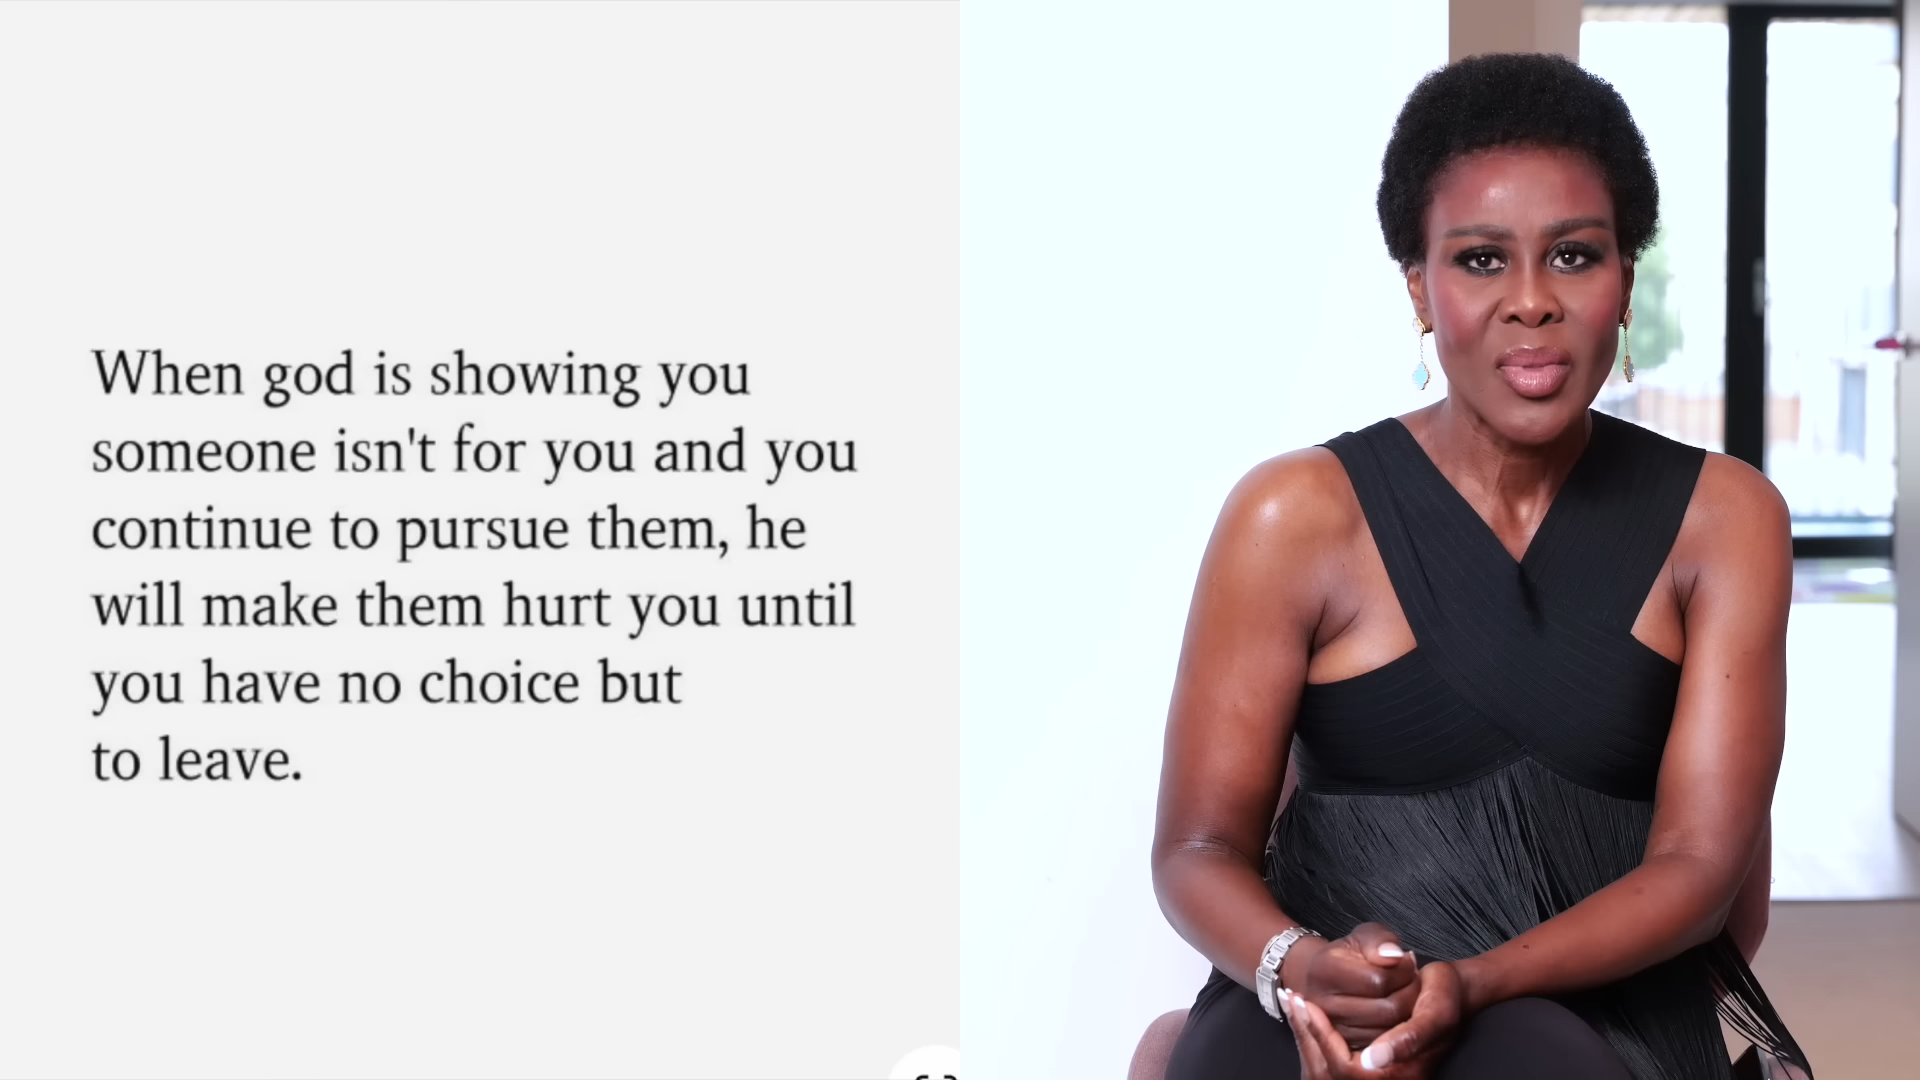 When god is showing you
someone isn't for you and you
continue to pursue them, he
will make them hurt you until
you have no choice but
to leave.